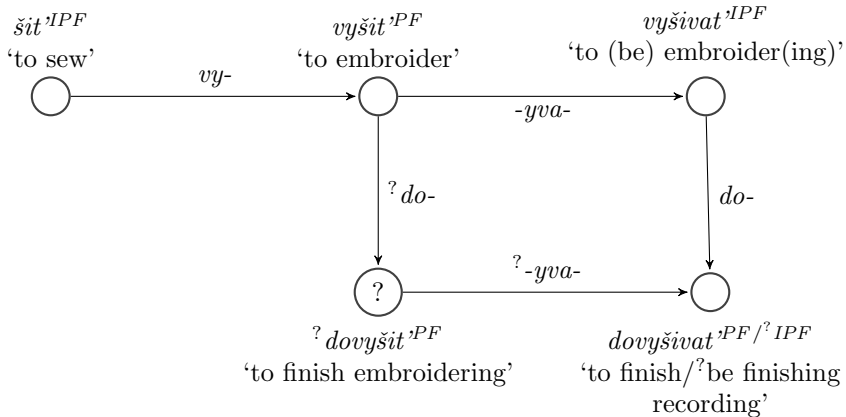 šit’IPF
‘to sew’
vyšit’PF
‘to embroider’
vyšivat’IPF
‘to (be) embroider(ing)’
vy-
-yva-
?do-
do-
?-yva-
?
?dovyšit’PF
‘to finish embroidering’
dovyšivat’PF/?IPF
‘to finish/?be finishing
recording’